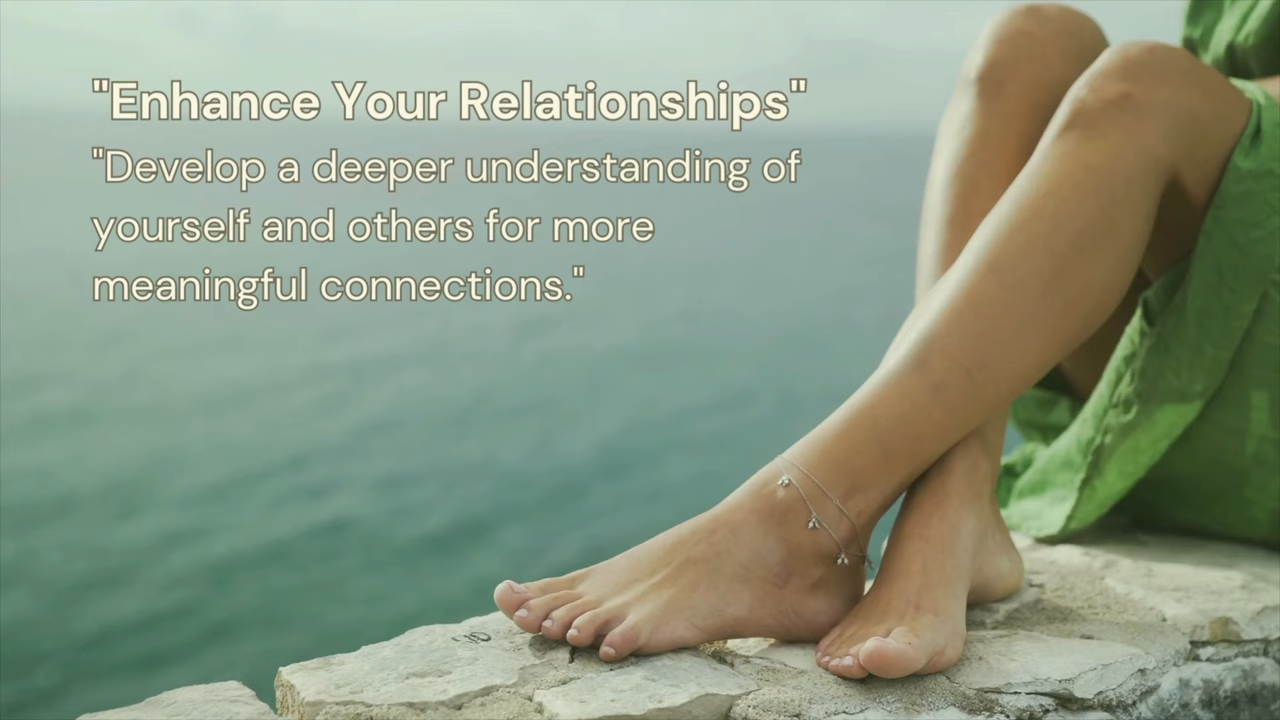 "Enhance Your Relationships"
"Develop a deeper understanding of
yourself and others for more
meaningful connections."